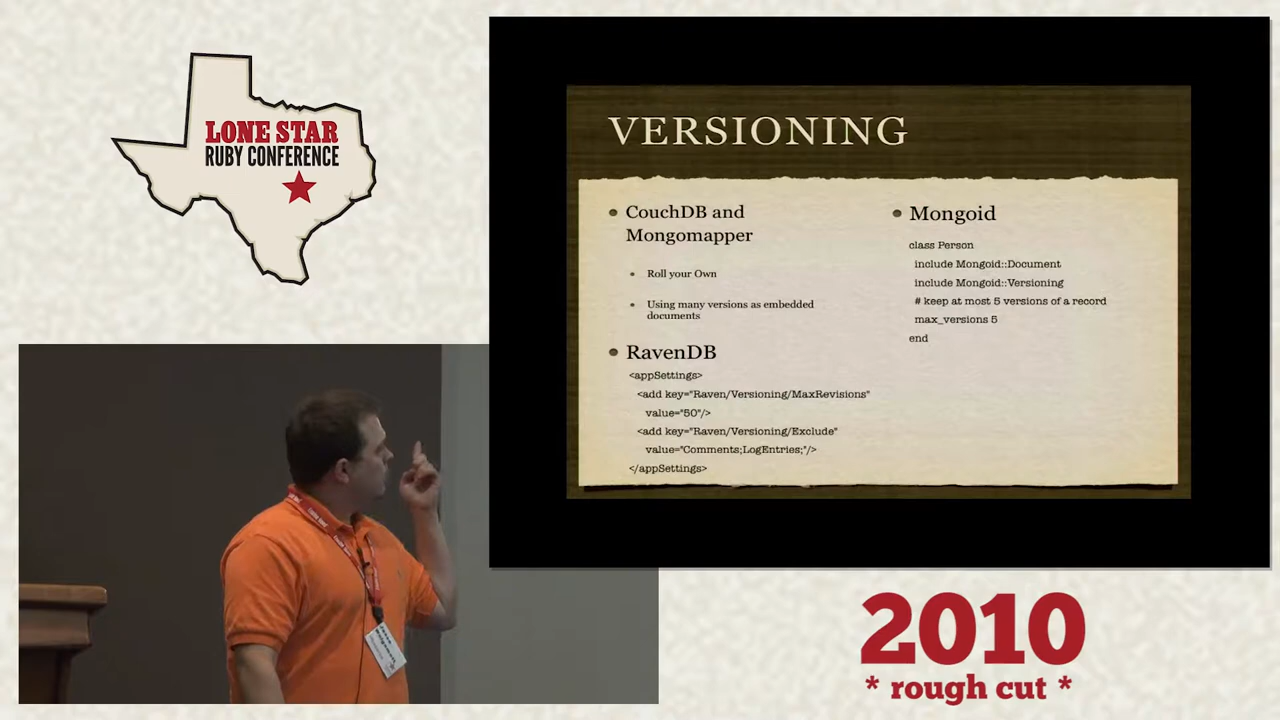 LONE STAR
RUBY CONFERENCE
VERSIONING
CouchDB and
Mongomapper
Roll your Own
Using many versions as embedded
documents
RavenDB
<appSettings>
<add key="Raven/Versioning/MaxRevisions"
value="50"/>
<add key="Raven/Versioning/Exclude"
value="Comments;LogEntries;"/>
</appSettings>
Mongoid
class Person
include Mongoid::Document
include Mongoid::Versioning
# keep at most 5 versions of a record
max_versions 5
end
2010
* rough cut *